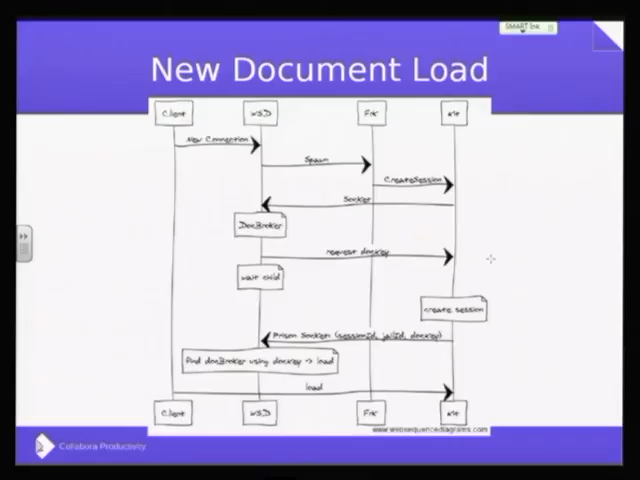 SMART Ink
New Document Load
Client WSD Frk Kit
New Connection
Spawn
CreateSession
Socket
DocBroker
request docKey
wait child
create session
Prison Socket (sessionId, jailId, docKey)
find docBroker using docKey -> load
load
Client WSD Frk Kit
www.websequencediagrams.com
Collabora Productivity